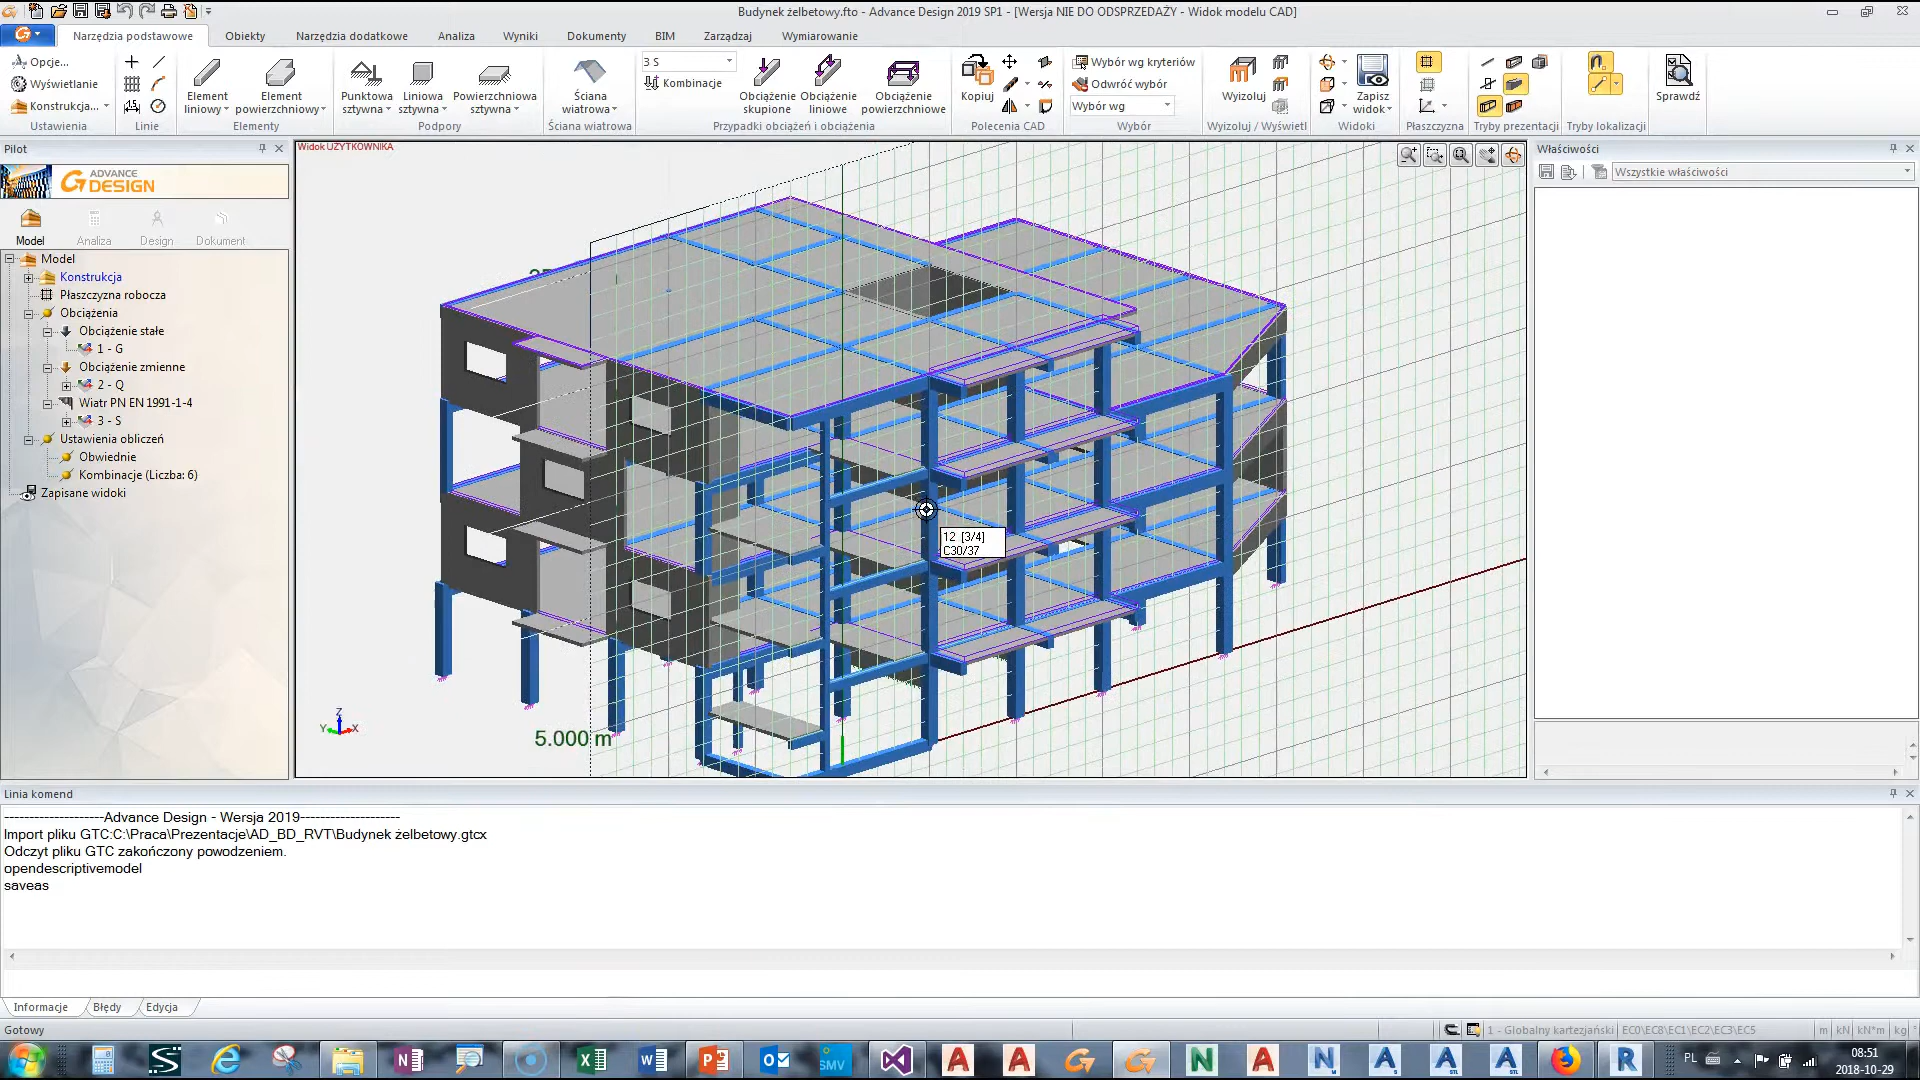 Budynek żelbetowy.fto - Advance Design 2019 SP1 - [Wersja NIE DO ODSPRZEDAŻY - Widok modelu CAD]
Narzędzia podstawowe
Obiekty
Narzędzia dodatkowe
Analiza
Wyniki
Dokumenty
BIM
Zarządzaj
Wymiarowanie
Opcje...
Wyświetlanie
Konstrukcja...
Ustawienia
Linie
Element liniowy
Element powierzchniowy
Elementy
Punktowa sztywna
Liniowa sztywna
Powierzchniowa sztywna
Podpory
Ściana wiatrowa
Ściana wiatrowa
3 S
Kombinacje
Obciążenie skupione
Obciążenie liniowe
Obciążenie powierzchniowe
Przypadki obciążeń i obciążenia
Kopiuj
Polecenia CAD
Wybór wg kryteriów
Odwróć wybór
Wybór wg
Wybór
Wyizoluj
Wyizoluj / Wyświetl
Zapisz widok
Widoki
Płaszczyzna
Tryby prezentacji
Tryby lokalizacji
Sprawdź
Pilot
ADVANCE
DESIGN
Model
Analiza
Design
Dokument
Model
Konstrukcja
Płaszczyzna robocza
Obciążenia
Obciążenie stałe
1 - G
Obciążenie zmienne
2 - Q
Wiatr PN EN 1991-1-4
3 - S
Ustawienia obliczeń
Obwiednie
Kombinacje (Liczba: 6)
Zapisane widoki
Widok UŻYTKOWNIKA
12 [3/4]
C30/37
5.000 m
Z
Y
X
Właściwości
Wszystkie właściwości
Linia komend
--------------------Advance Design - Wersja 2019--------------------
Import pliku GTC:C:\Praca\Prezentacje\AD_BD_RVT\Budynek żelbetowy.gtcx
Odczyt pliku GTC zakończony powodzeniem.
opendescriptivemodel
saveas
Informacje
Błędy
Edycja
Gotowy
1 - Globalny kartezjański
EC0/EC8/EC1/EC2/EC3/EC5
m
kN
kN*m
kg
SMV
PL
08:51
2018-10-29